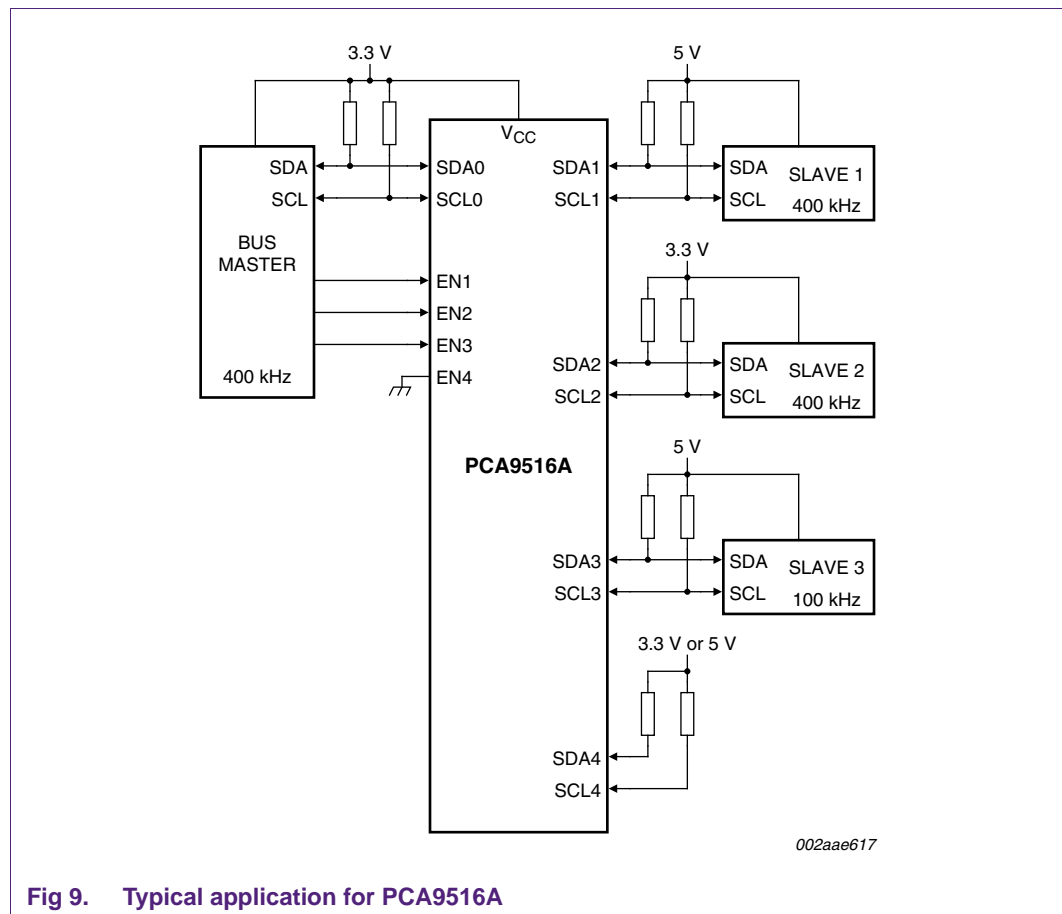 3.3 V
5 V
VCC
SDA
SCL
BUS
MASTER
400 kHz
SDA0
SCL0
EN1
EN2
EN3
EN4
PCA9516A
SDA1
SCL1
SDA
SCL
SLAVE 1
400 kHz
3.3 V
SDA2
SCL2
SDA
SCL
SLAVE 2
400 kHz
5 V
SDA3
SCL3
SDA
SCL
SLAVE 3
100 kHz
3.3 V or 5 V
SDA4
SCL4
002aae617
Fig 9. Typical application for PCA9516A